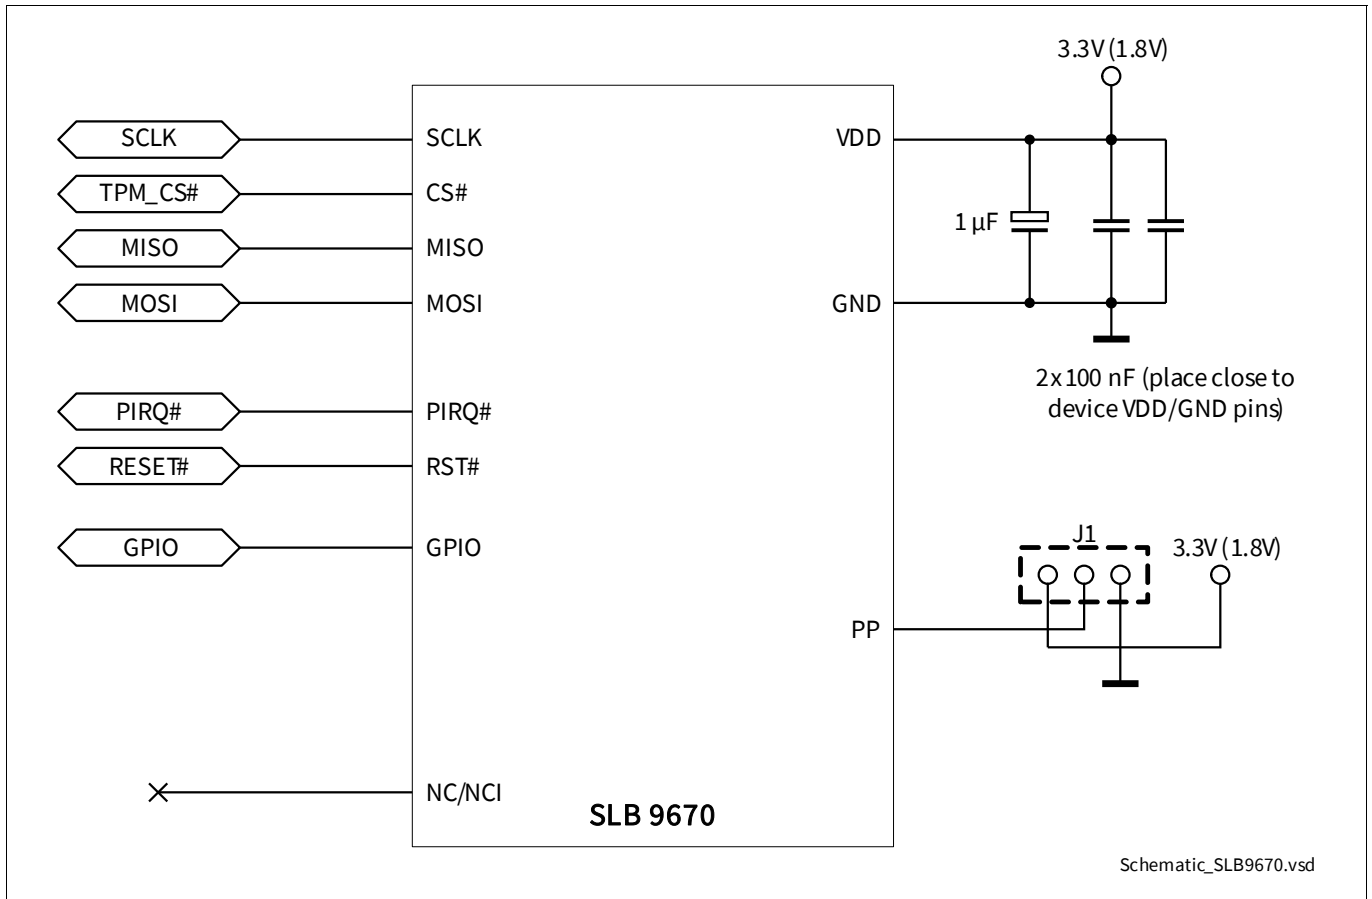 3.3V (1.8V)
SCLK
SCLK
VDD
TPM_CS#
CS#
1 µF
MISO
MISO
MOSI
MOSI
GND
2x100 nF (place close to
device VDD/GND pins)
PIRQ#
PIRQ#
RESET#
RST#
GPIO
GPIO
J1
3.3V (1.8V)
PP
NC/NCI
SLB 9670
Schematic_SLB9670.vsd